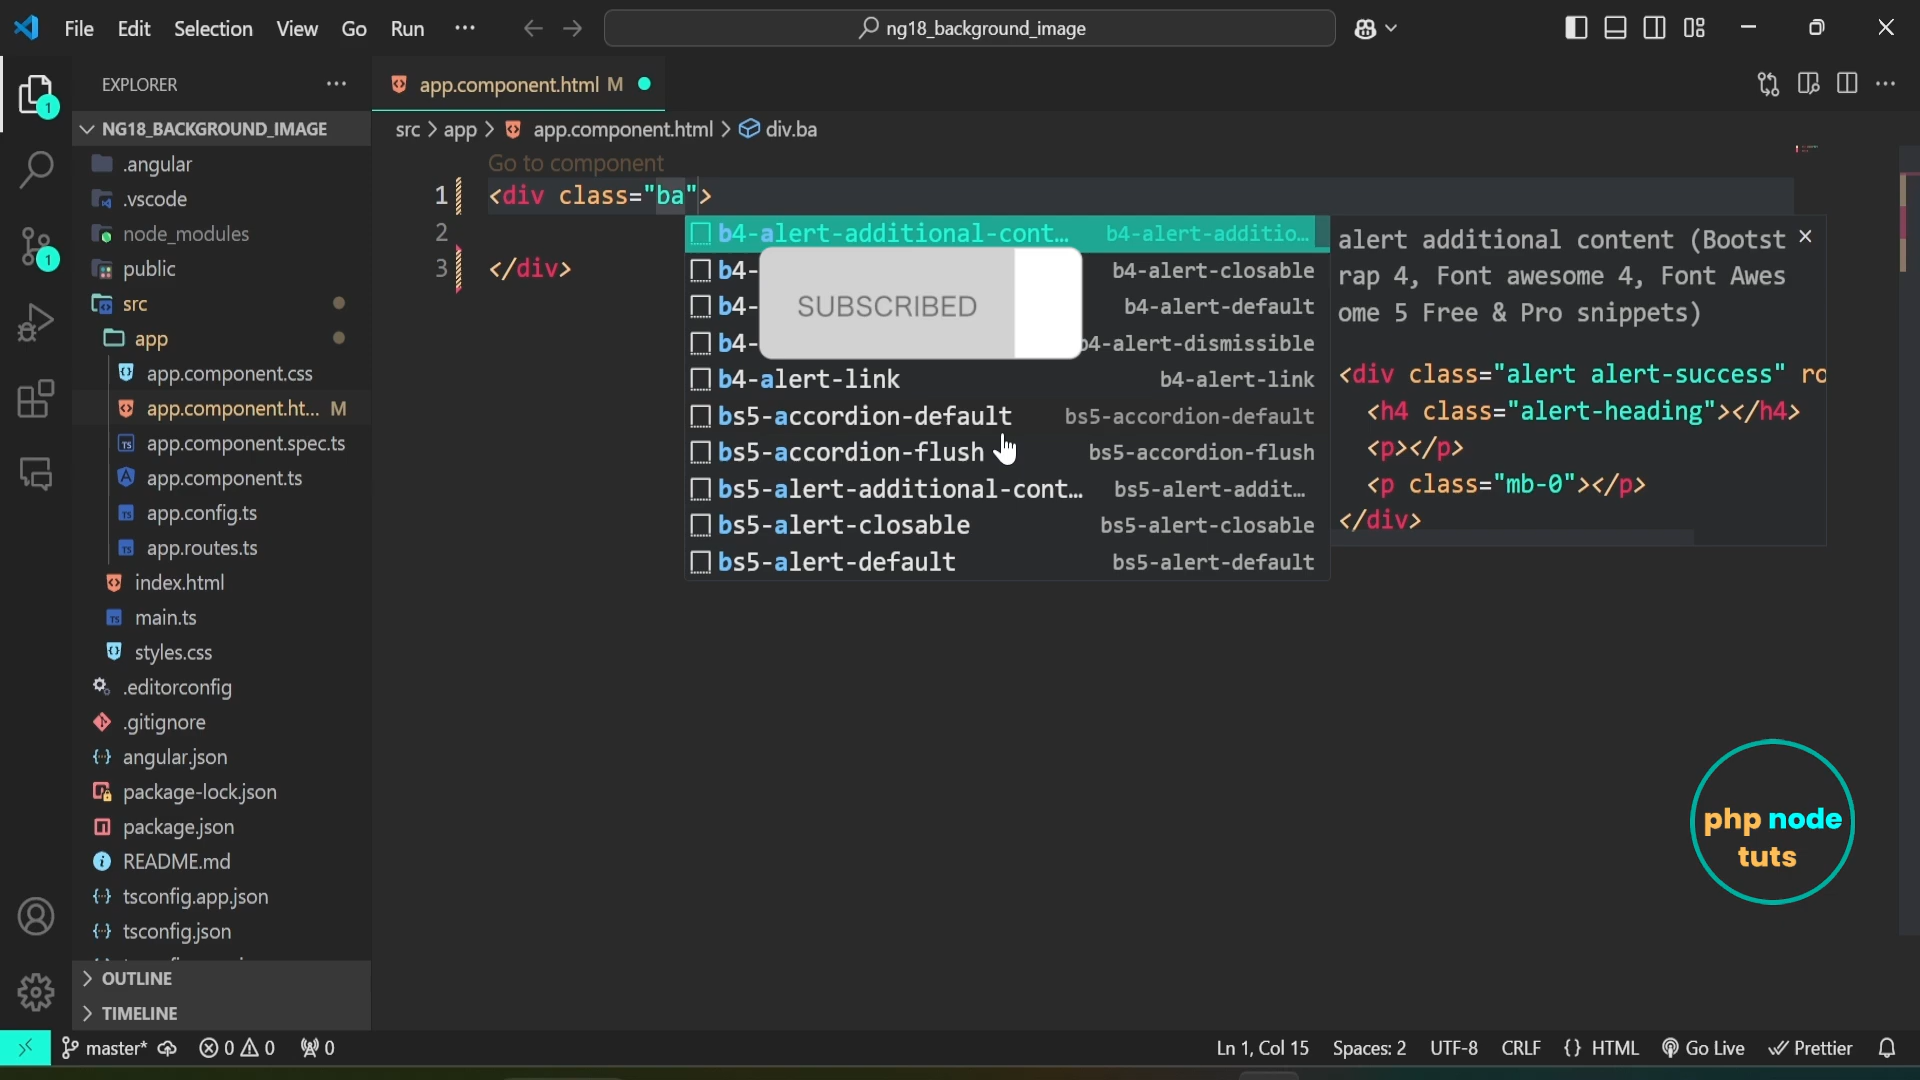 File Edit Selection View Go Run ··· ng18_background_image
EXPLORER ···
app.component.html M
NG18_BACKGROUND_IMAGE
src > app > app.component.html > div.ba
.angular
.vscode
node_modules
public
src
app
app.component.css
app.component.ht... M
app.component.spec.ts
app.component.ts
app.config.ts
app.routes.ts
index.html
main.ts
styles.css
.editorconfig
.gitignore
angular.json
package-lock.json
package.json
README.md
tsconfig.app.json
tsconfig.json
OUTLINE
TIMELINE
Go to component
1 <div class="ba">
2
3 </div>
b4-alert-additional-cont... b4-alert-additio...
b4- b4-alert-closable
b4- b4-alert-default
b4- b4-alert-dismissible
b4-alert-link b4-alert-link
bs5-accordion-default bs5-accordion-default
bs5-accordion-flush bs5-accordion-flush
bs5-alert-additional-cont... bs5-alert-addit...
bs5-alert-closable bs5-alert-closable
bs5-alert-default bs5-alert-default
SUBSCRIBED
alert additional content (Bootst
rap 4, Font awesome 4, Font Awes
ome 5 Free & Pro snippets)
<div class="alert alert-success" ro
<h4 class="alert-heading"></h4>
<p></p>
<p class="mb-0"></p>
</div>
php node
tuts
1
1
master* 0 0 0 Ln 1, Col 15 Spaces: 2 UTF-8 CRLF {} HTML Go Live Prettier